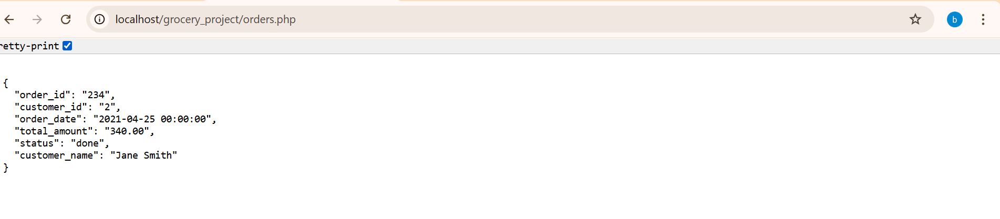 localhost/grocery_project/orders.php
b
retty-print
{
"order_id": "234",
"customer_id": "2",
"order_date": "2021-04-25 00:00:00",
"total_amount": "340.00",
"status": "done",
"customer_name": "Jane Smith"
}